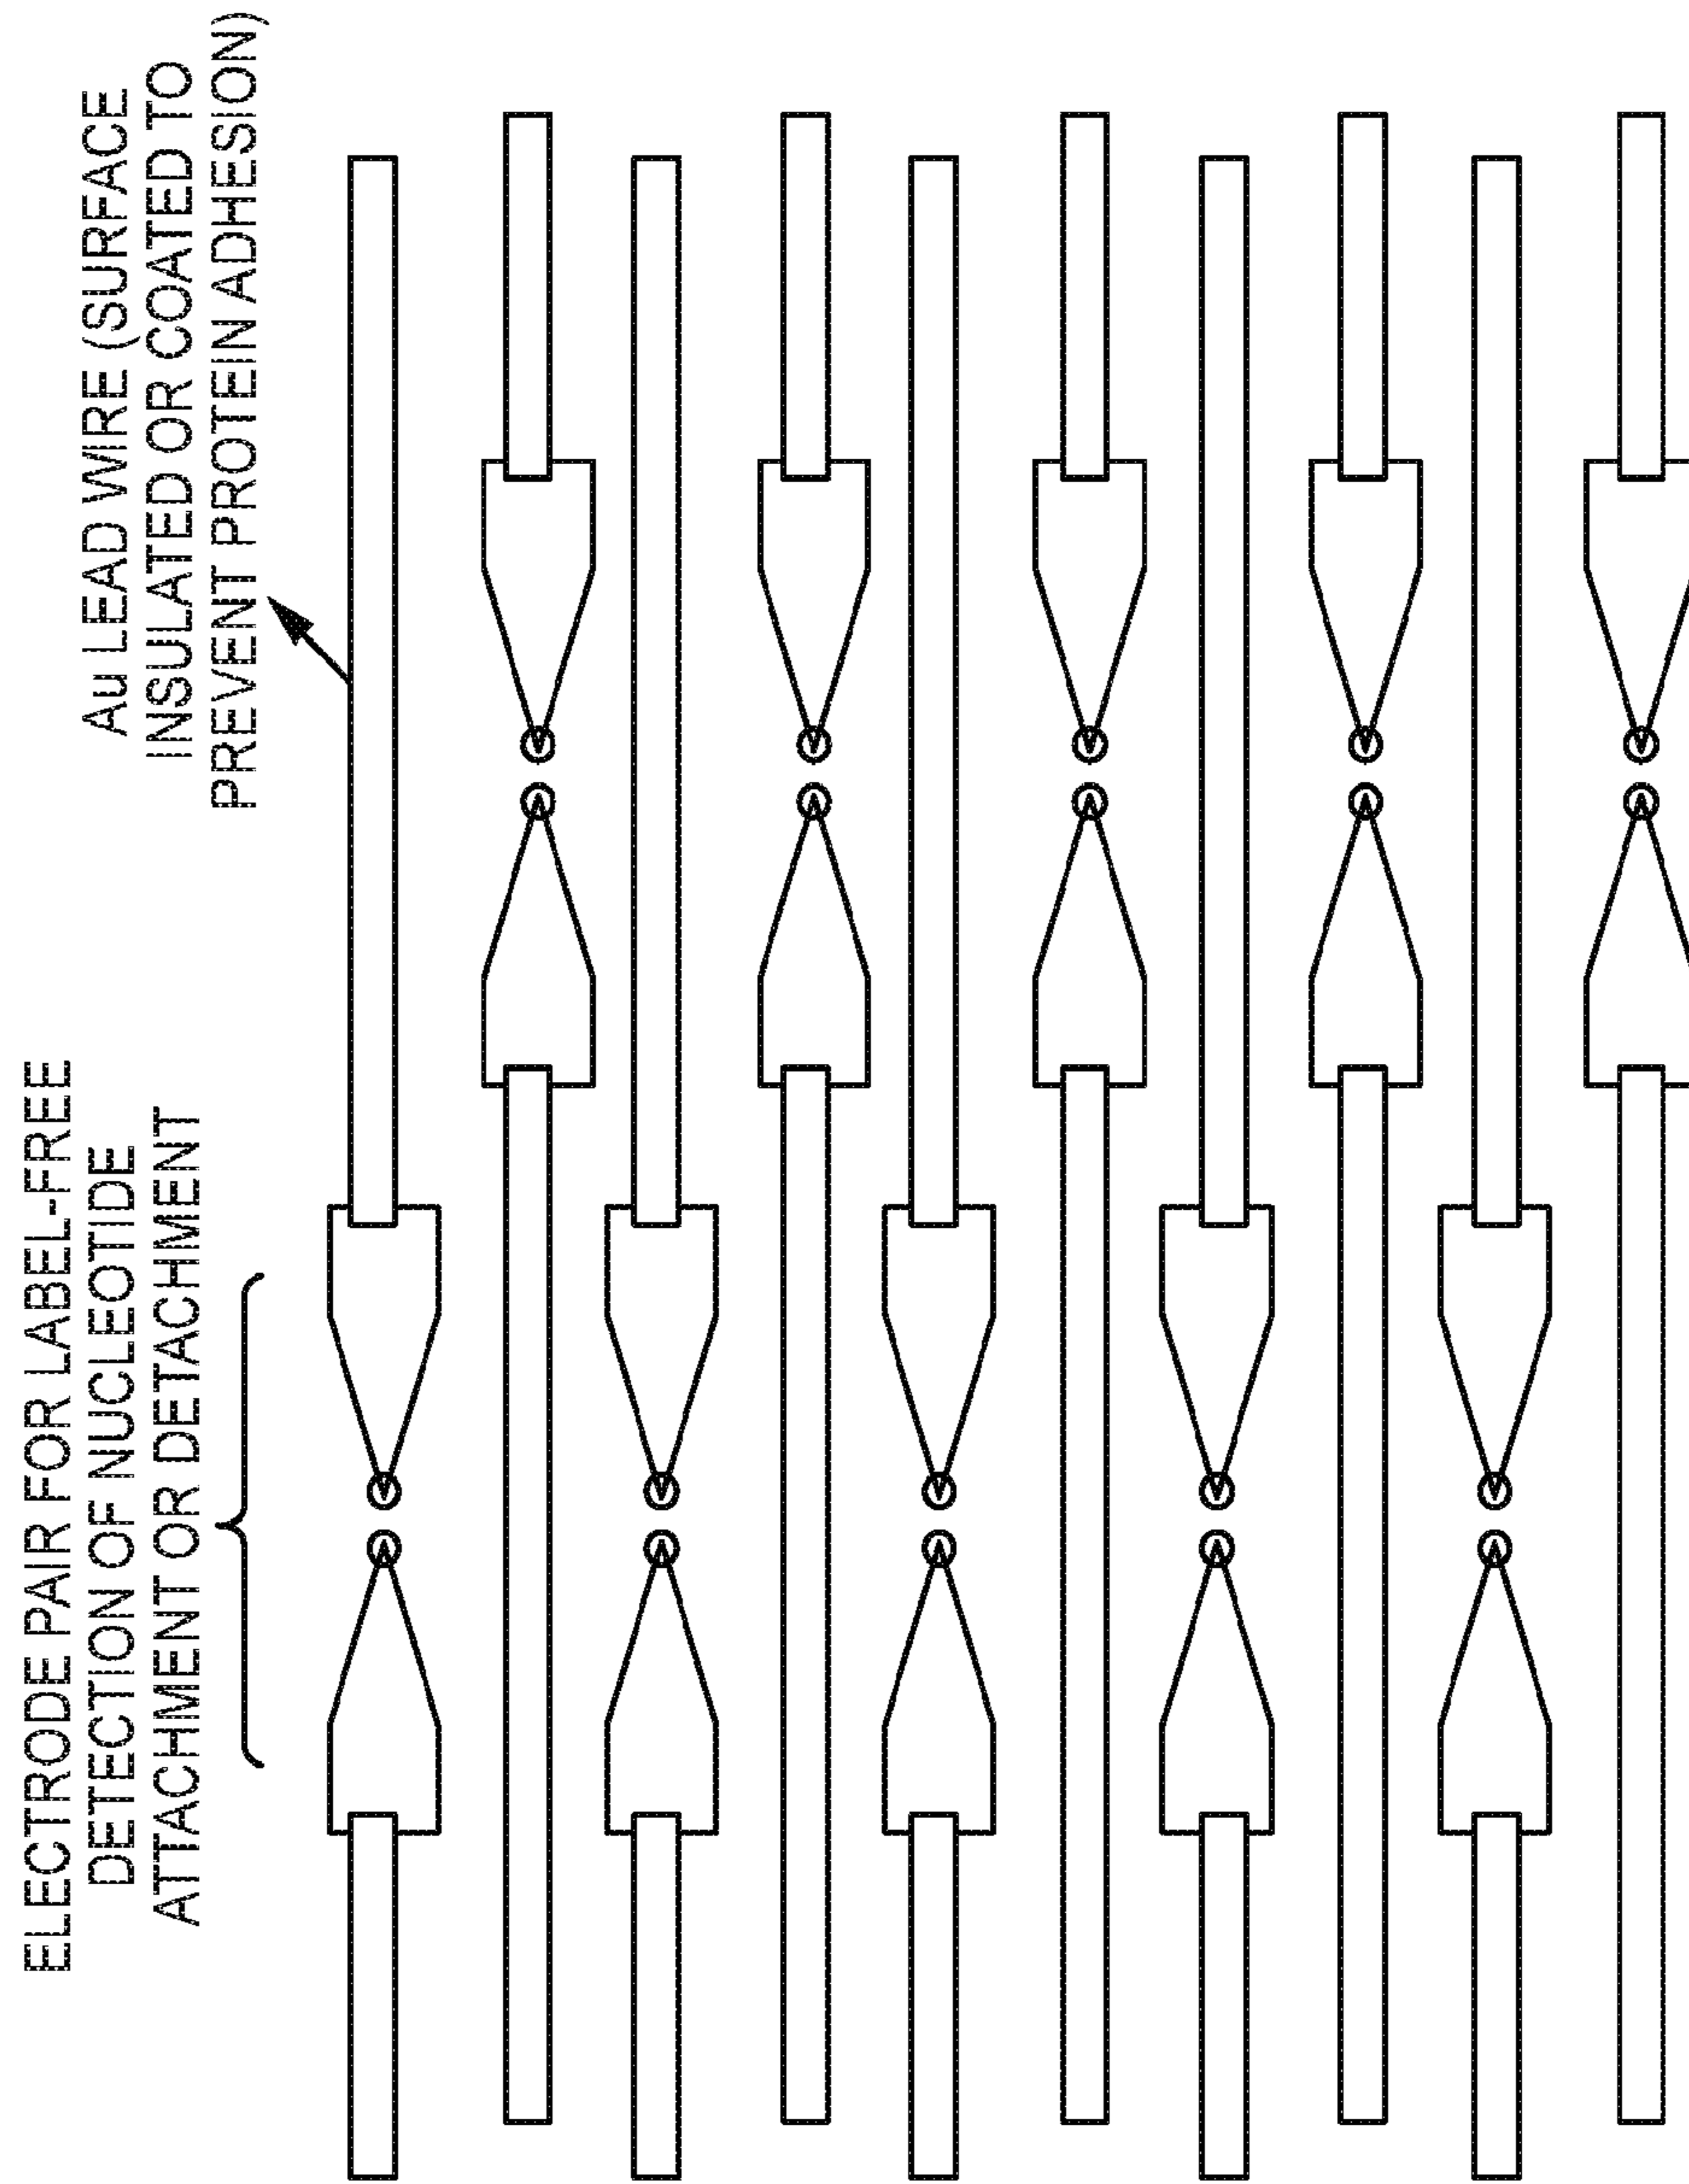 ELECTRODE PAIR FOR LABEL-FREE
DETECTION OF NUCLEOTIDE
ATTACHMENT OR DETACHMENT
Au LEAD WIRE (SURFACE
INSULATED OR COATED TO
PREVENT PROTEIN ADHESION)